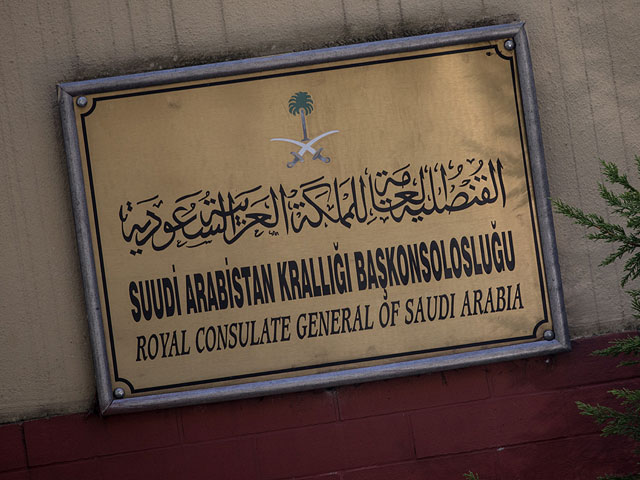 القنصلية العامة للمملكة العربية السعودية
SUUDİ ARABİSTAN KRALLIĞI BAŞKONSOLOSLUĞU
ROYAL CONSULATE GENERAL OF SAUDI ARABIA